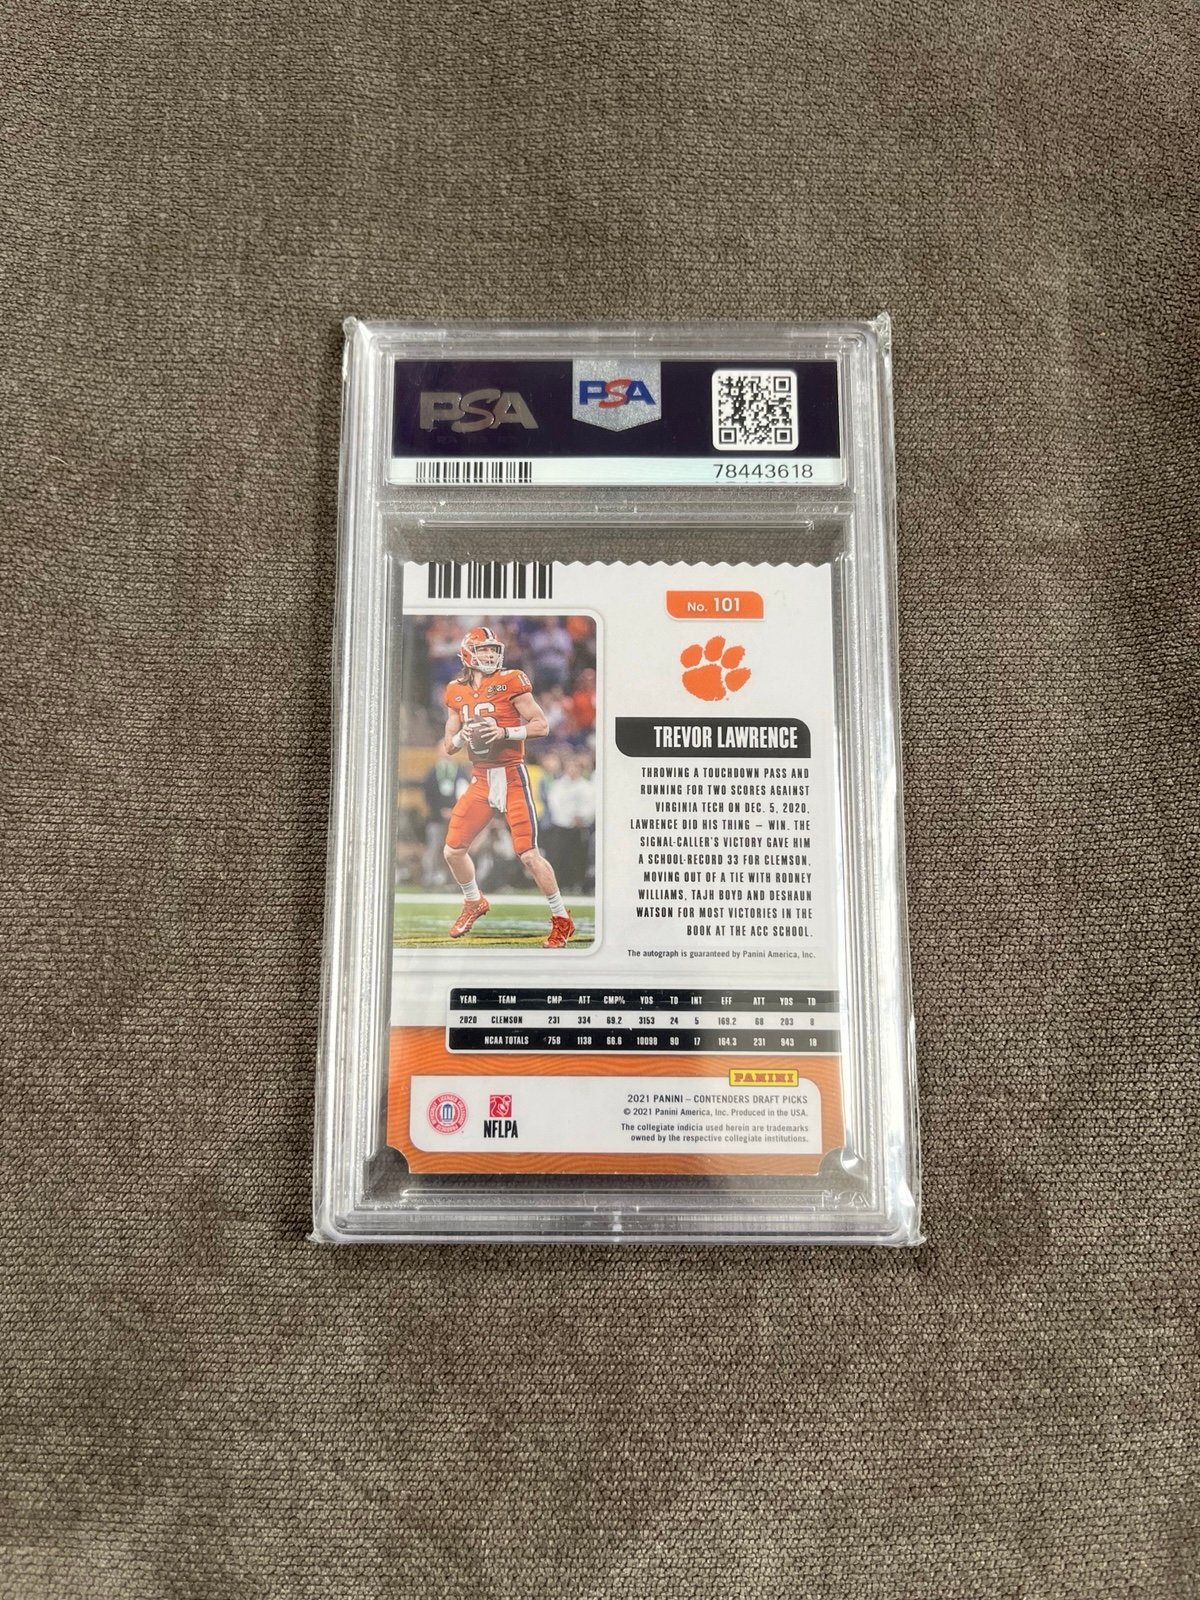 PSA
PSA
78443618
No. 101
16
2020
16
TREVOR LAWRENCE
THROWING A TOUCHDOWN PASS AND
RUNNING FOR TWO SCORES AGAINST
VIRGINIA TECH ON DEC. 5, 2020,
LAWRENCE DID HIS THING – WIN. THE
SIGNAL-CALLER'S VICTORY GAVE HIM
A SCHOOL-RECORD 33 FOR CLEMSON,
MOVING OUT OF A TIE WITH RODNEY
WILLIAMS, TAJH BOYD AND DESHAUN
WATSON FOR MOST VICTORIES IN THE
BOOK AT THE ACC SCHOOL.
The autograph is guaranteed by Panini America, Inc.
YEAR TEAM CMP ATT CMP% YDS TD INT EFF ATT YDS TD
2020 CLEMSON 231 334 69.2 3153 24 5 169.2 68 203 8
NCAA TOTALS 758 1138 66.6 10098 90 17 164.3 231 943 18
PANINI
2021 PANINI – CONTENDERS DRAFT PICKS
© 2021 Panini America, Inc. Produced in the USA.
The collegiate indicia used herein are trademarks
owned by the respective collegiate institutions.
NFLPA